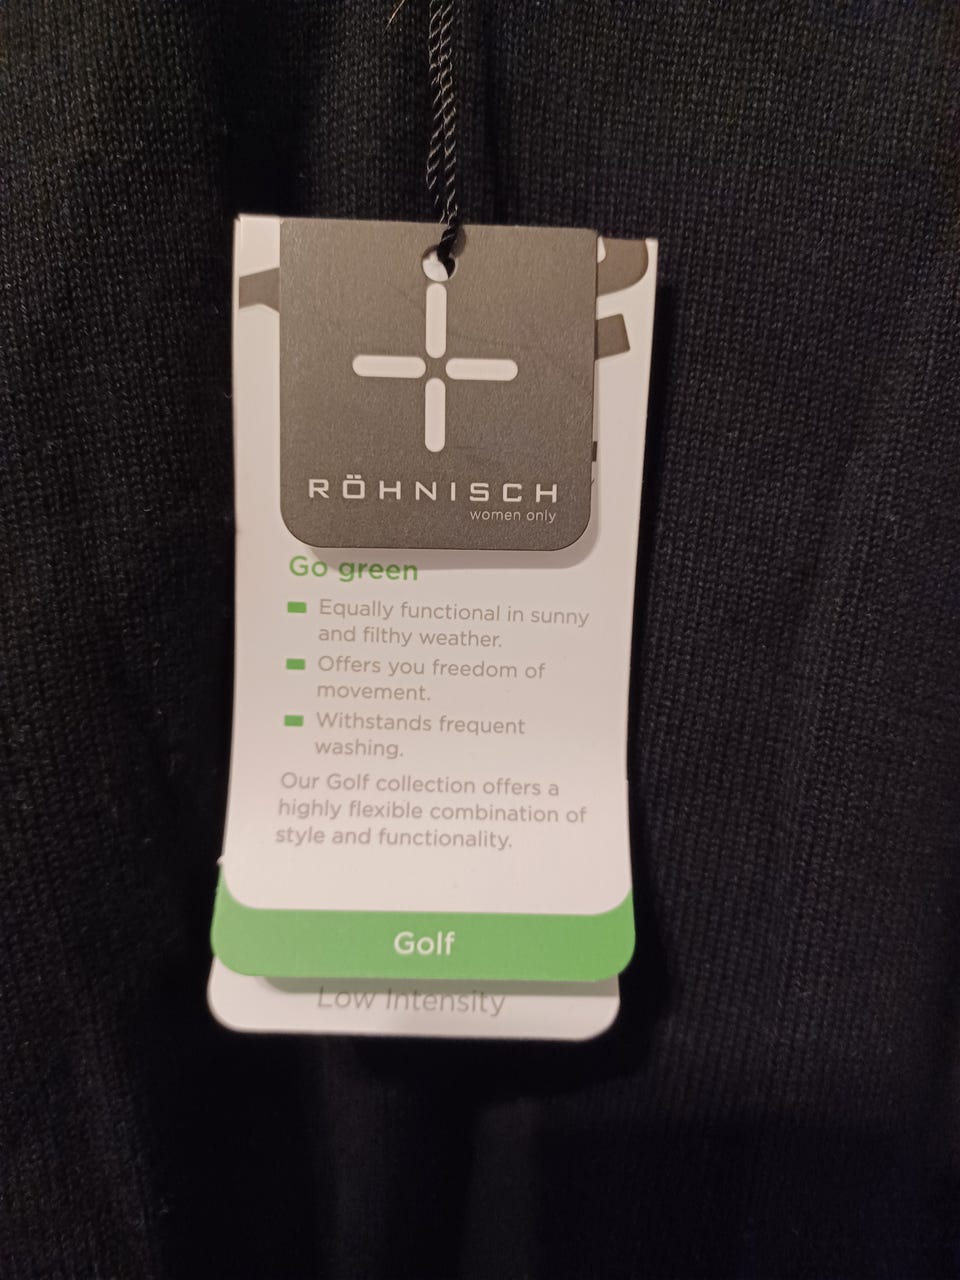 RÖHNISCH
women only
Go green
Equally functional in sunny
and filthy weather.
Offers you freedom of
movement.
Withstands frequent
washing.
Our Golf collection offers a
highly flexible combination of
style and functionality.
Golf
Low Intensity